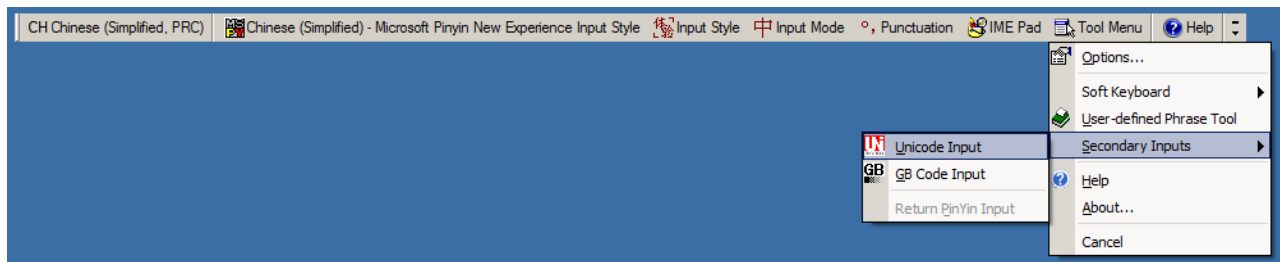 CH Chinese (Simplified, PRC) Chinese (Simplified) - Microsoft Pinyin New Experience Input Style Input Style 中 Input Mode °, Punctuation IME Pad Tool Menu Help
Options...
Soft Keyboard
User-defined Phrase Tool
Secondary Inputs
Help
About...
Cancel
Unicode Input
GB GB Code Input
Return PinYin Input